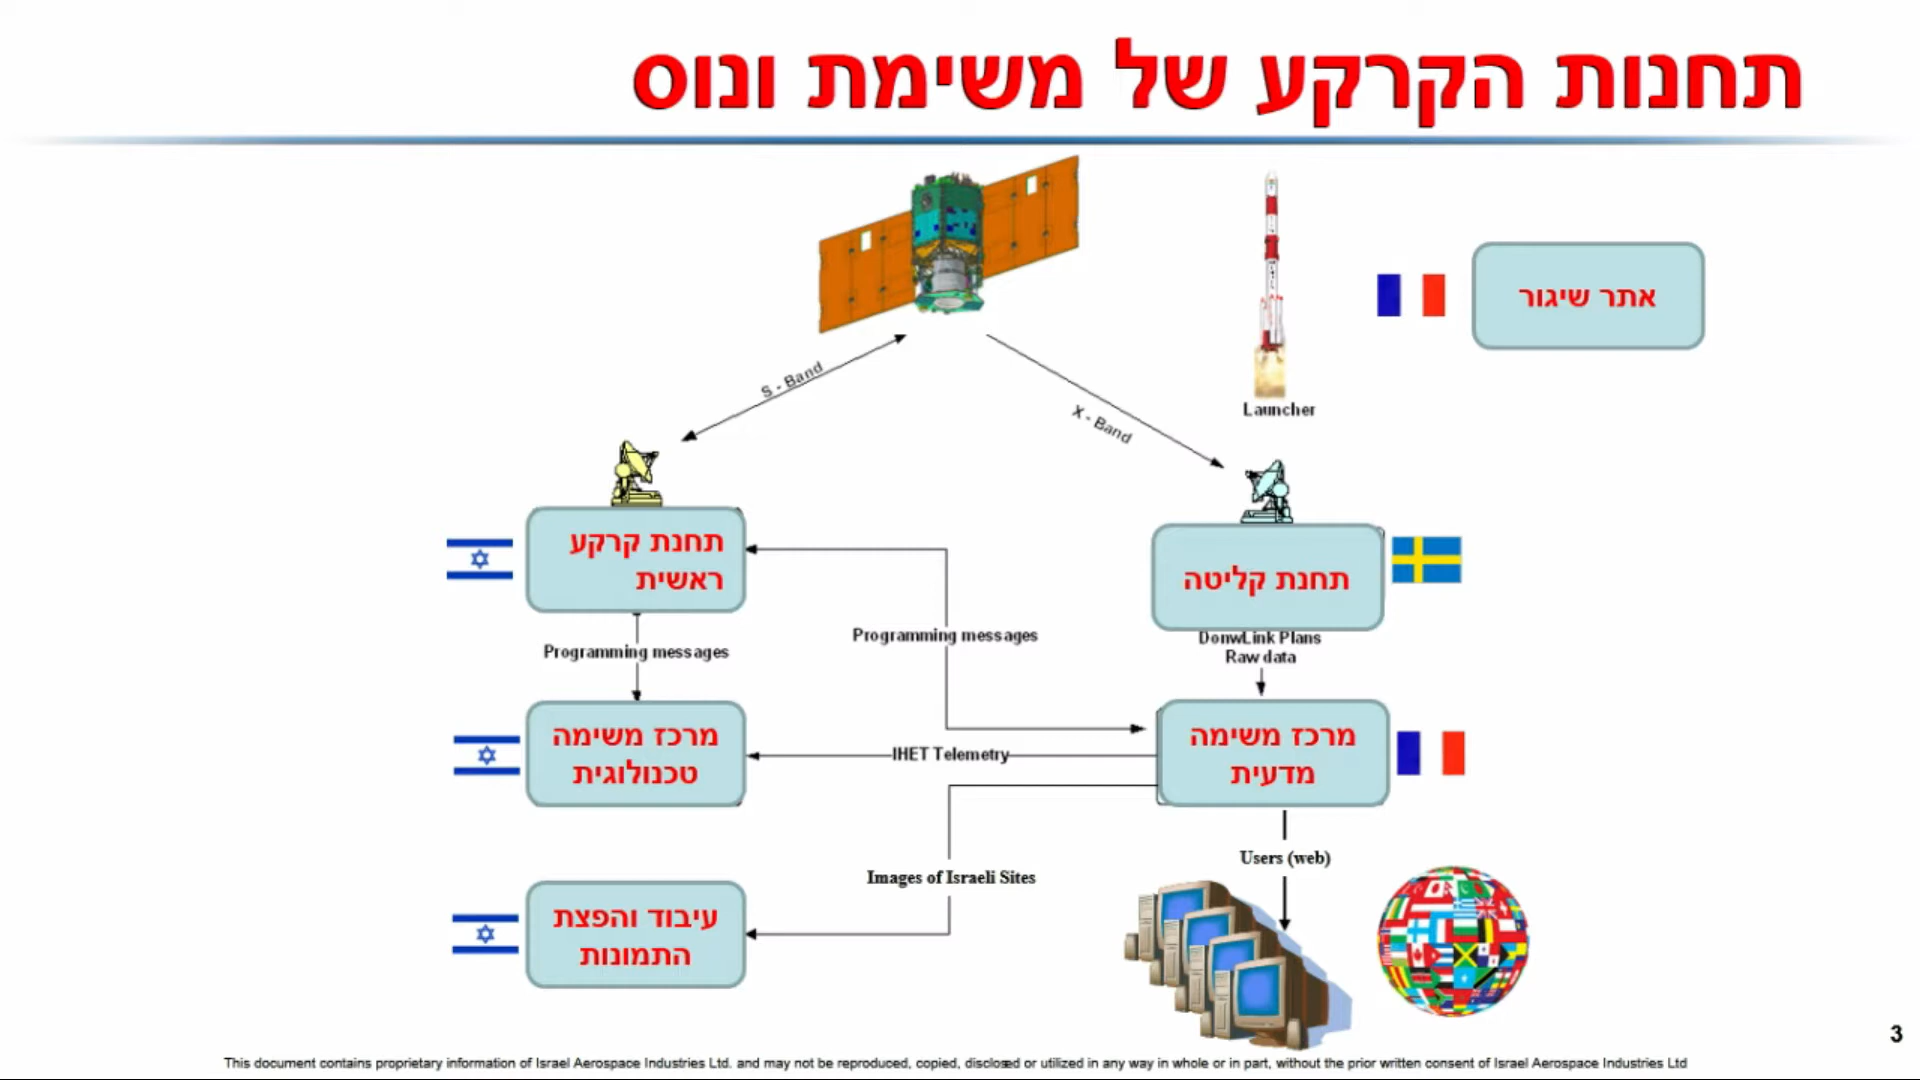 תחנות הקרקע של משימת ונוס
אתר שיגור
Launcher
S - Band
X - Band
תחנת קרקע
ראשית
תחנת קליטה
Programming messages
Programming messages
DonwLink Plans
Raw data
מרכז משימה
טכנולוגית
IHET Telemetry
מרכז משימה
מדעית
Users (web)
Images of Israeli Sites
עיבוד והפצת
התמונות
3
This document contains proprietary information of Israel Aerospace Industries Ltd. and may not be reproduced, copied, disclosed or utilized in any way in whole or in part, without the prior written consent of Israel Aerospace Industries Ltd